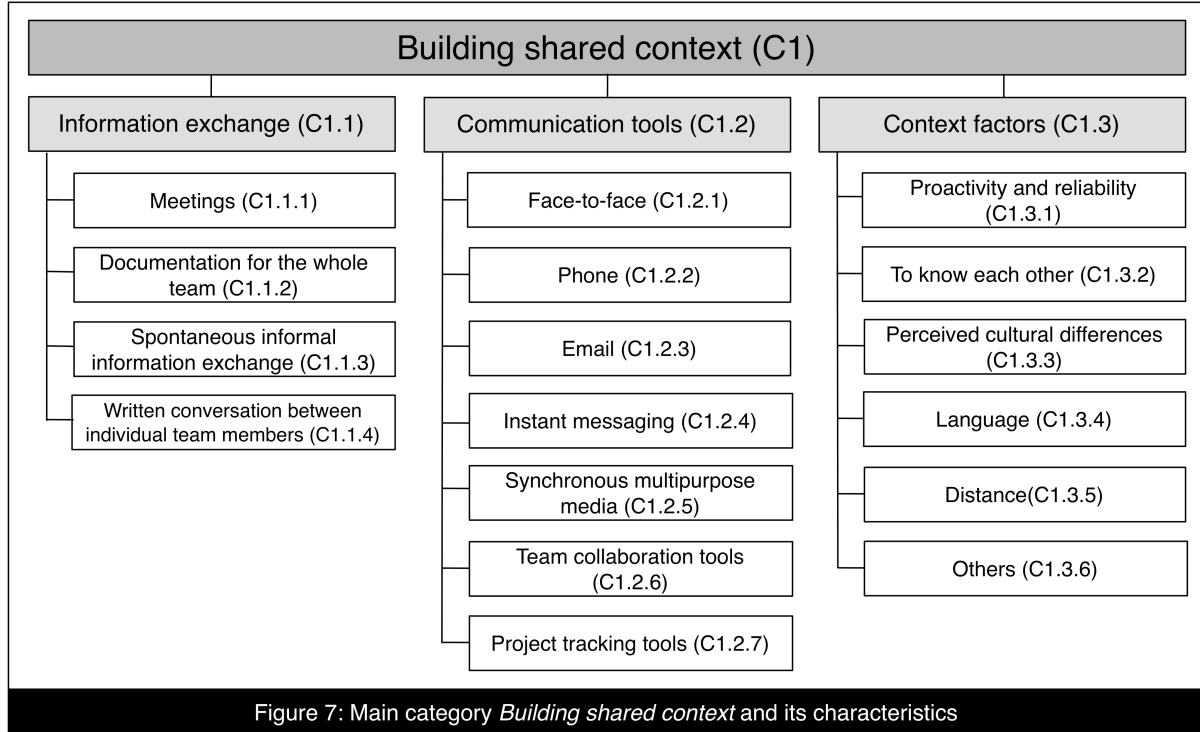 Building shared context (C1)
Information exchange (C1.1)
Meetings (C1.1.1)
Documentation for the whole
team (C1.1.2)
Spontaneous informal
information exchange (C1.1.3)
Written conversation between
individual team members (C1.1.4)
Communication tools (C1.2)
Face-to-face (C1.2.1)
Phone (C1.2.2)
Email (C1.2.3)
Instant messaging (C1.2.4)
Synchronous multipurpose
media (C1.2.5)
Team collaboration tools
(C1.2.6)
Project tracking tools (C1.2.7)
Context factors (C1.3)
Proactivity and reliability
(C1.3.1)
To know each other (C1.3.2)
Perceived cultural differences
(C1.3.3)
Language (C1.3.4)
Distance(C1.3.5)
Others (C1.3.6)
Figure 7: Main category Building shared context and its characteristics